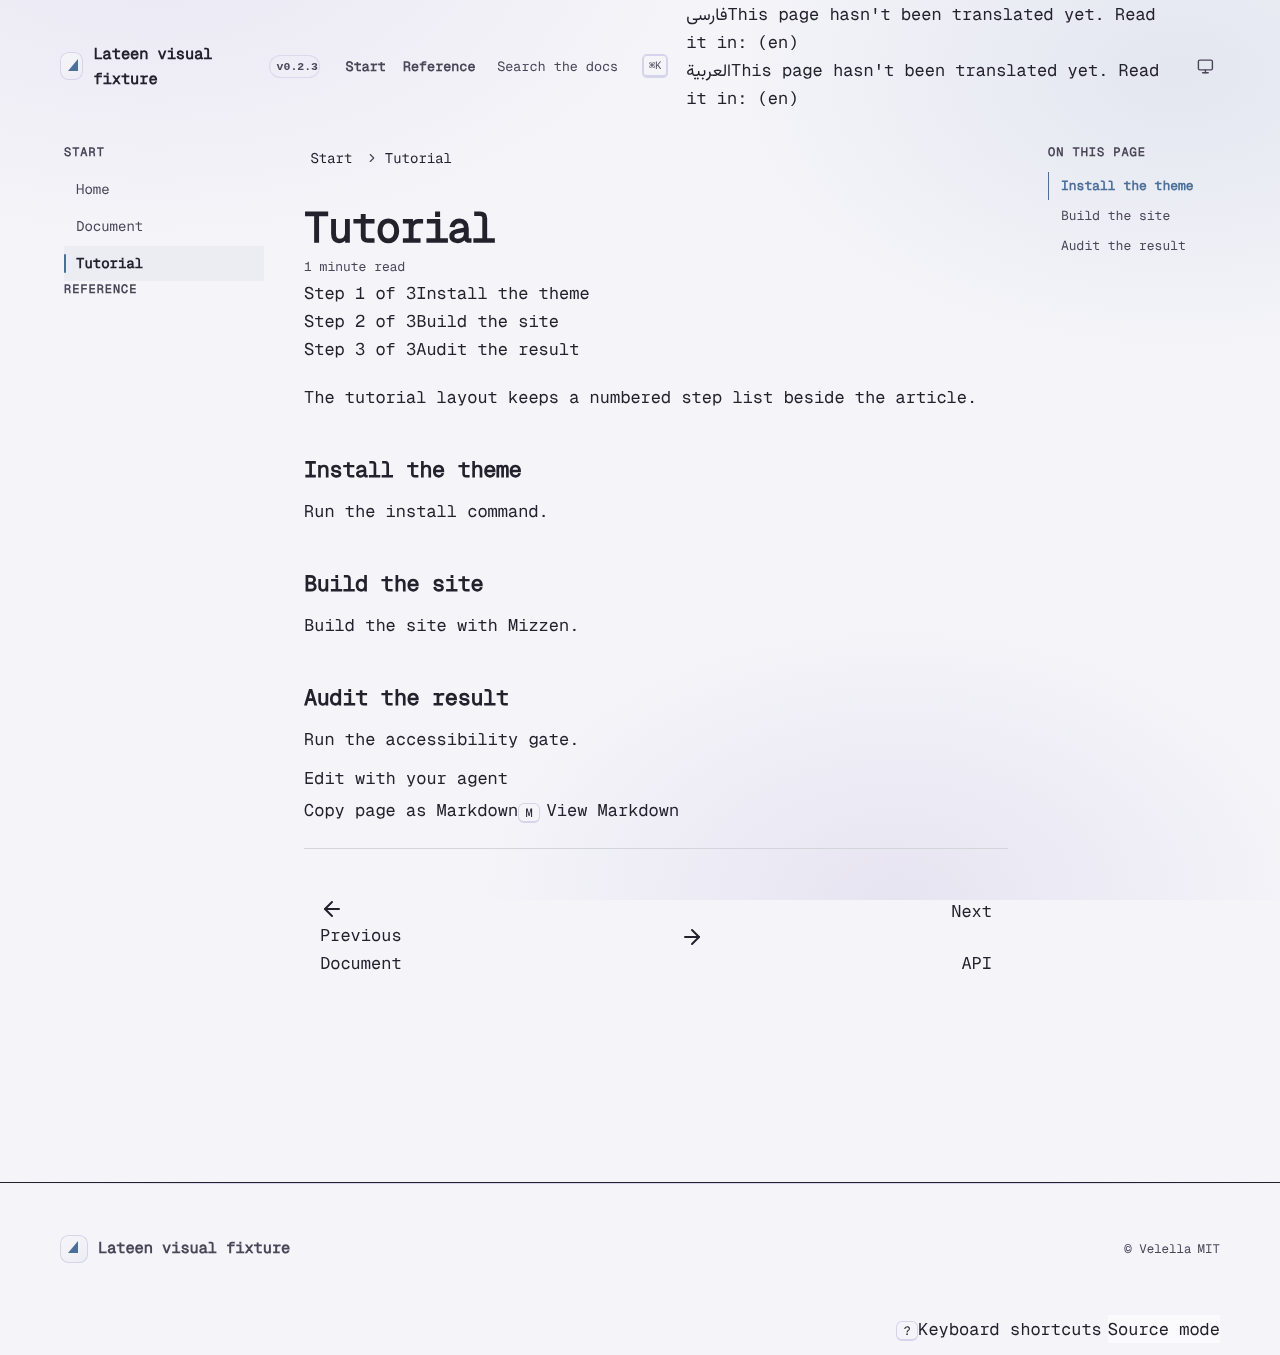 Lateen visual
fixture
v0.2.3
Start
Reference
Search the docs
⌘K
فارسیThis page hasn't been translated yet. Read
it in: (en)
العربيةThis page hasn't been translated yet. Read
it in: (en)
START
Home
Document
Tutorial
REFERENCE
Start
Tutorial
Tutorial
1 minute read
Step 1 of 3Install the theme
Step 2 of 3Build the site
Step 3 of 3Audit the result
The tutorial layout keeps a numbered step list beside the article.
Install the theme
Run the install command.
Build the site
Build the site with Mizzen.
Audit the result
Run the accessibility gate.
Edit with your agent
Copy page as Markdown M View Markdown
Previous
Document
Next
API
ON THIS PAGE
Install the theme
Build the site
Audit the result
Lateen visual fixture
© Velella MIT
? Keyboard shortcuts Source mode